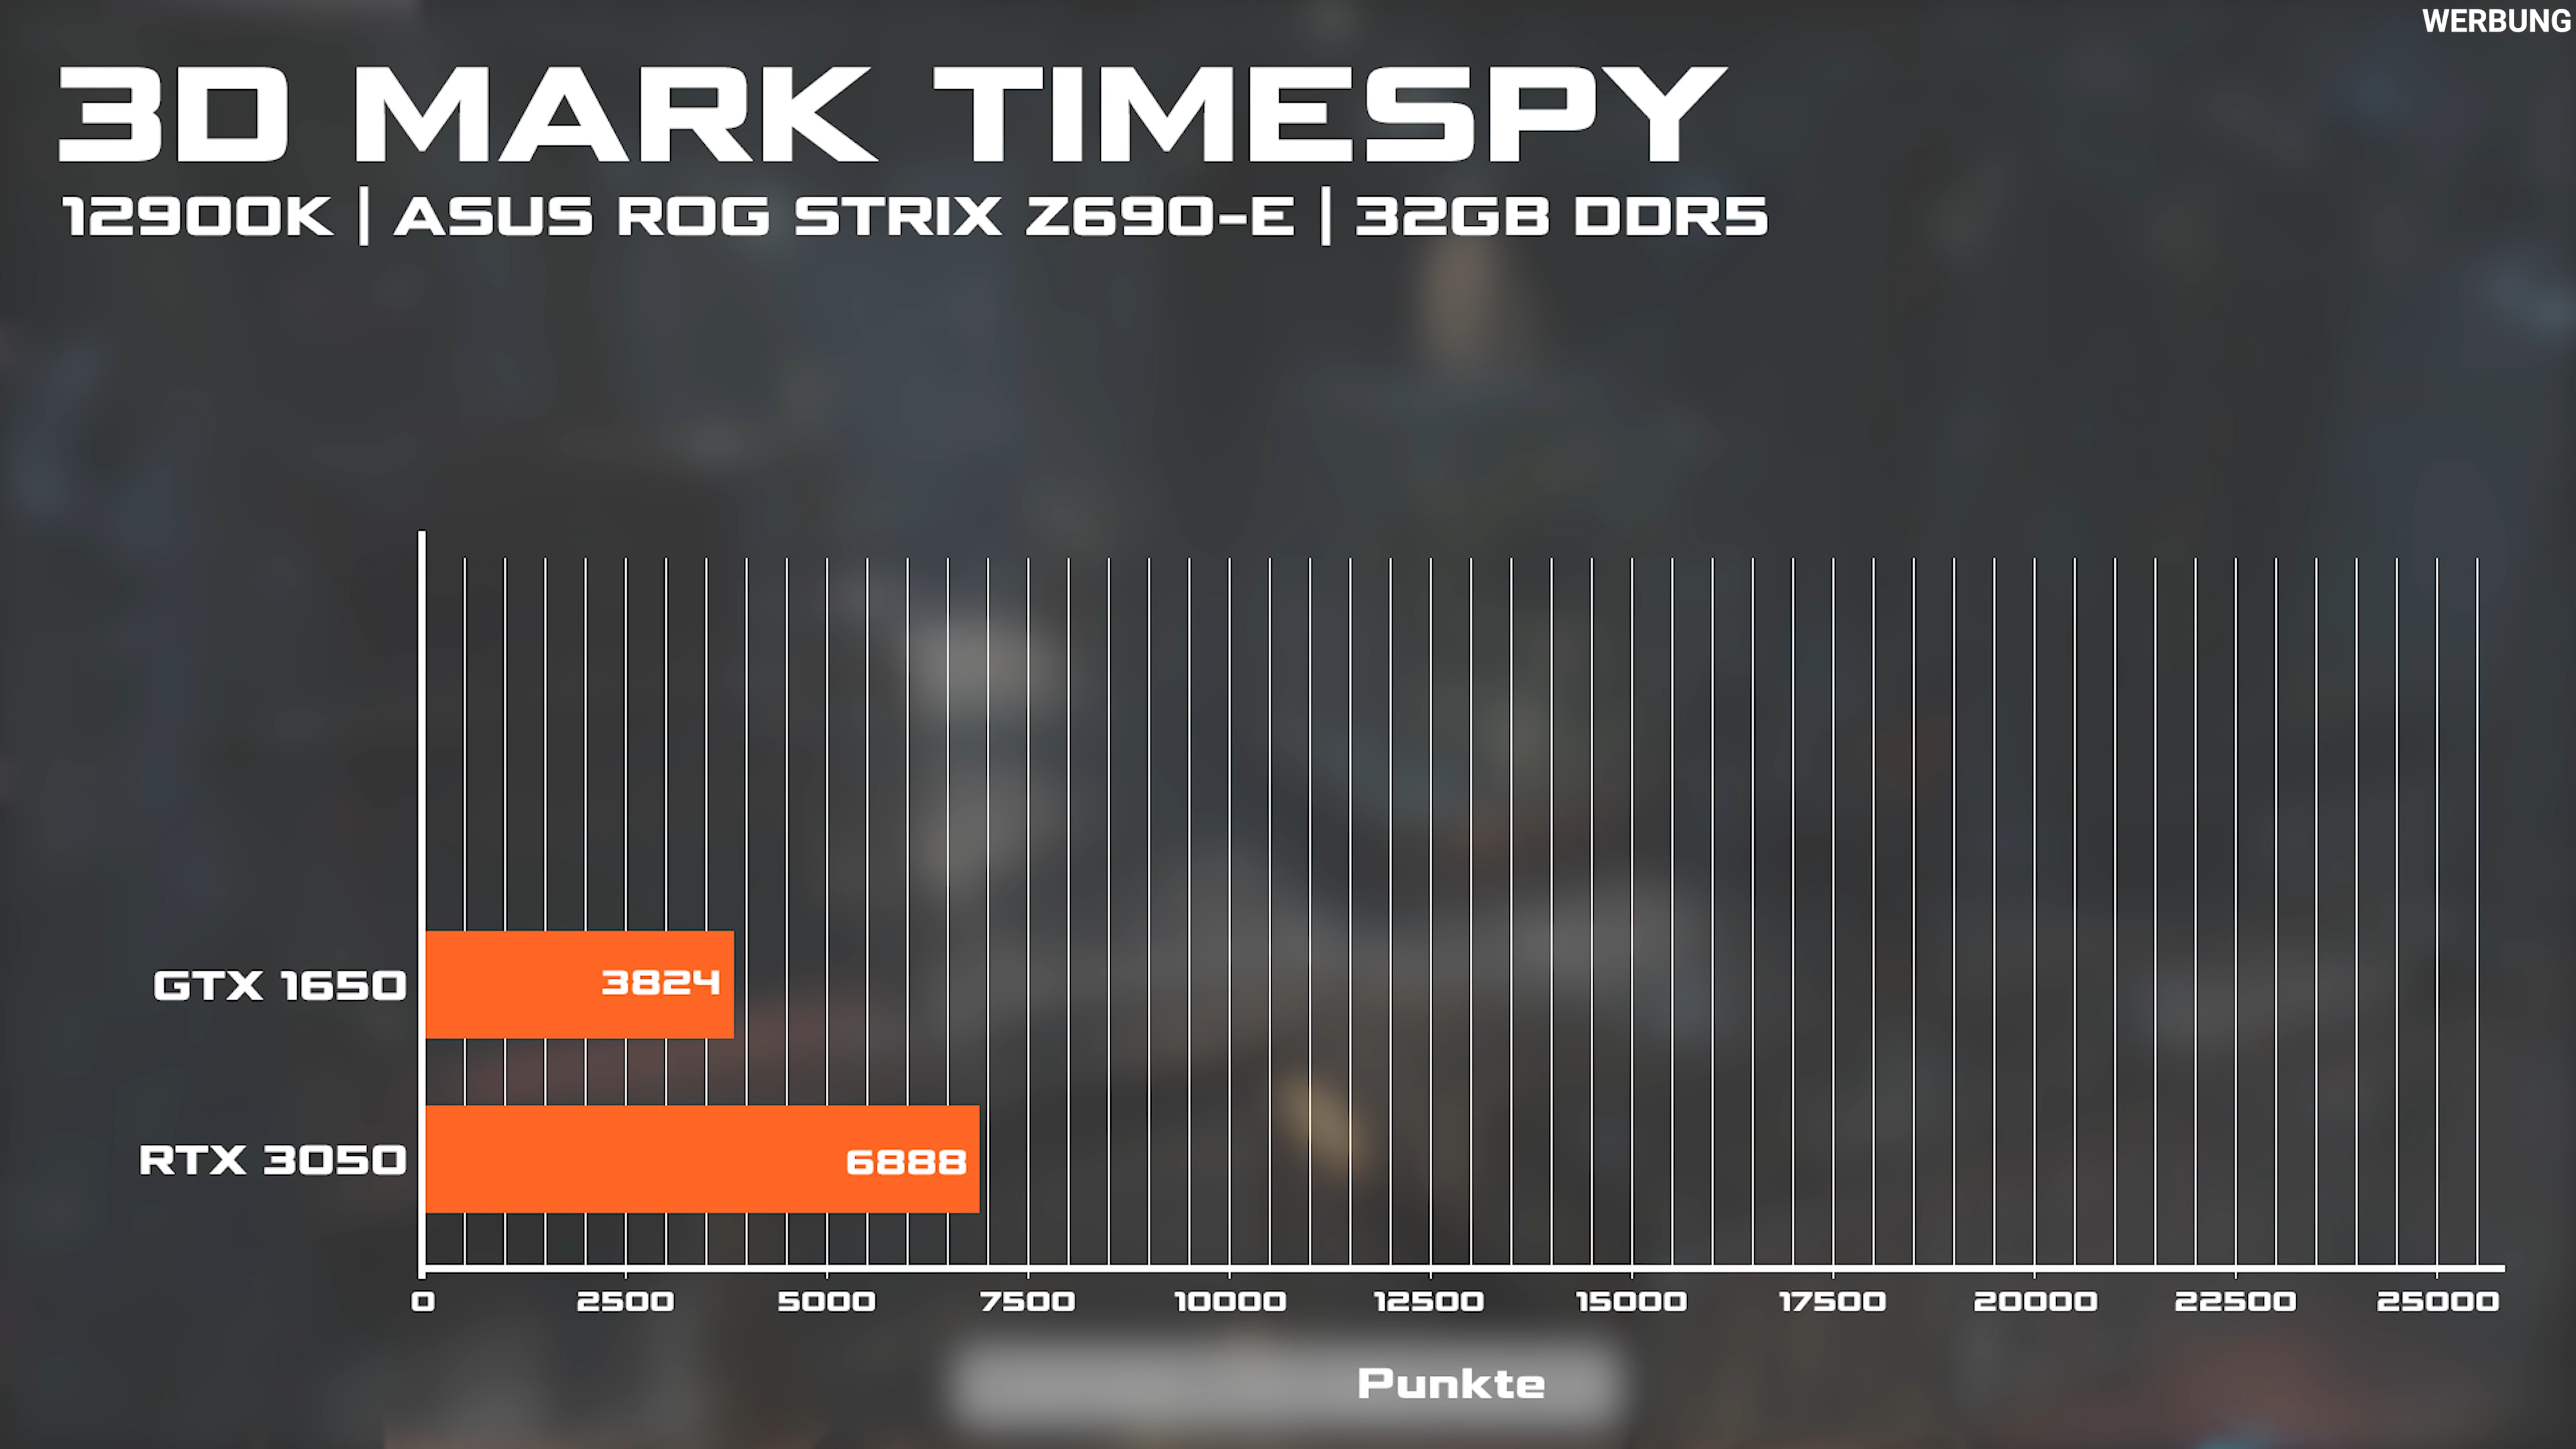 WERBUNG
3D MARK TIMESPY
12900K | ASUS ROG STRIX Z690-E | 32GB DDR5
GTX 1650 3824
RTX 3050 6888
0 2500 5000 7500 10000 12500 15000 17500 20000 22500 25000
Punkte